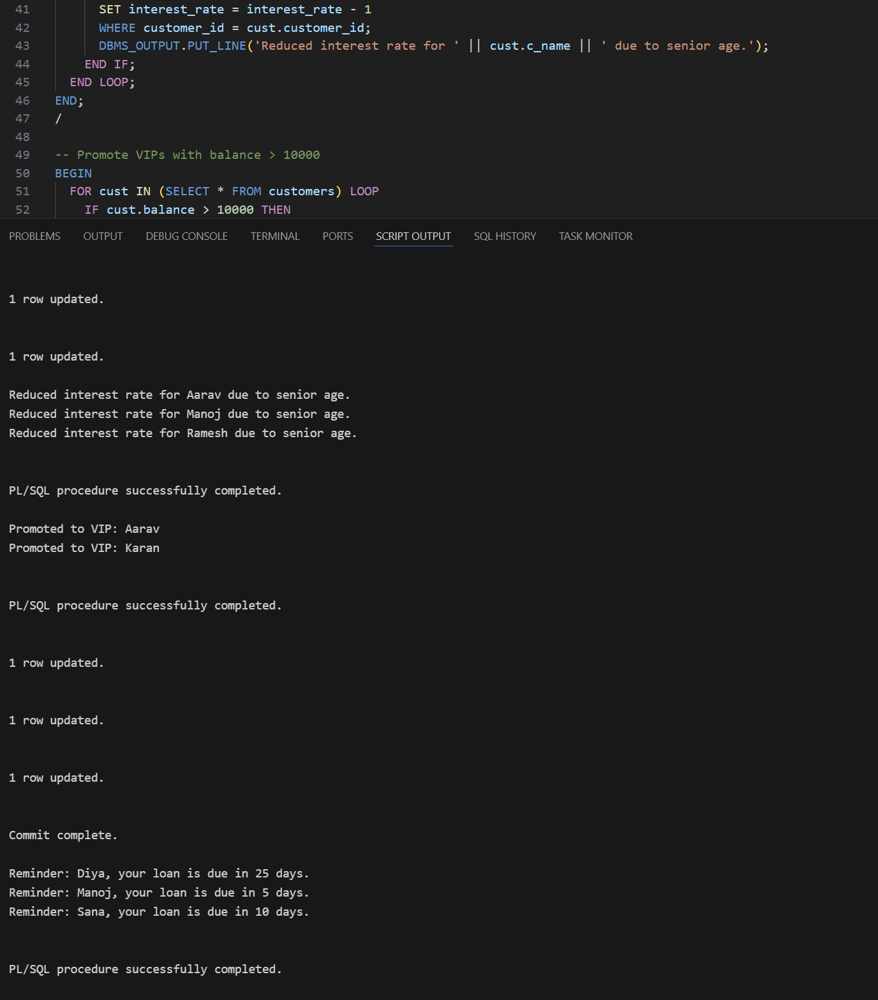 41 SET interest_rate = interest_rate - 1
42 WHERE customer_id = cust.customer_id;
43 DBMS_OUTPUT.PUT_LINE('Reduced interest rate for ' || cust.c_name || ' due to senior age.');
44 END IF;
45 END LOOP;
46 END;
47 /
48
49 -- Promote VIPs with balance > 10000
50 BEGIN
51 FOR cust IN (SELECT * FROM customers) LOOP
52 IF cust.balance > 10000 THEN
PROBLEMS OUTPUT DEBUG CONSOLE TERMINAL PORTS SCRIPT OUTPUT SQL HISTORY TASK MONITOR
1 row updated.
1 row updated.
Reduced interest rate for Aarav due to senior age.
Reduced interest rate for Manoj due to senior age.
Reduced interest rate for Ramesh due to senior age.
PL/SQL procedure successfully completed.
Promoted to VIP: Aarav
Promoted to VIP: Karan
PL/SQL procedure successfully completed.
1 row updated.
1 row updated.
1 row updated.
Commit complete.
Reminder: Diya, your loan is due in 25 days.
Reminder: Manoj, your loan is due in 5 days.
Reminder: Sana, your loan is due in 10 days.
PL/SQL procedure successfully completed.